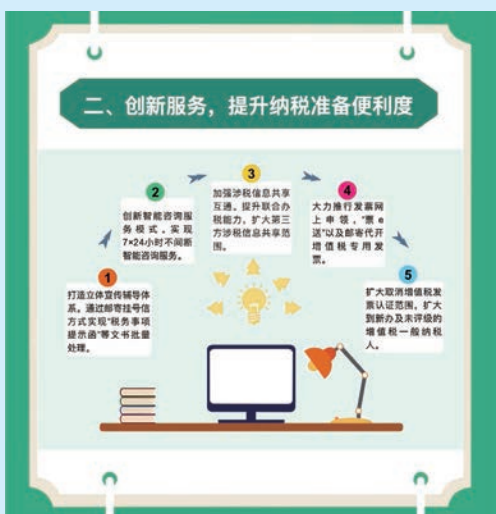 二、创新服务，提升纳税准备便利度
1
打造立体宣传辅导体
系。通过邮寄挂号信
方式实现“税务事项
提示函”等文书批量
处理。
2
创新智能咨询服
务模式，实现
7×24小时不间断
智能咨询服务。
3
加强涉税信息共享
互通，提升联合办
税能力，扩大第三
方涉税信息共享范
围。
4
大力推行发票网
上申领，“票 e
送”以及邮寄代开
增值税专用发
票。
5
扩大取消增值税发
票认证范围，扩大
到新办及未评级的
增值税一般纳税
人。